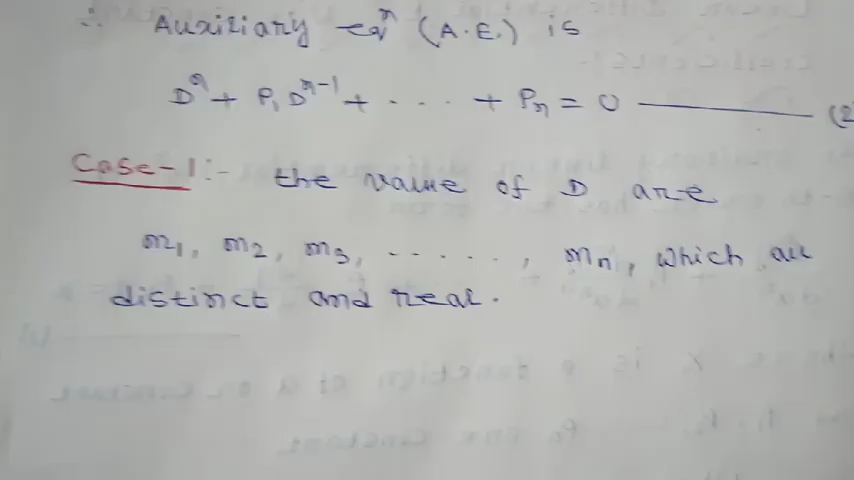 ∴ Auxiliary eqⁿ (A.E.) is
Dⁿ + P₁Dⁿ⁻¹ + . . . . + Pₙ = 0 ——— (2
Case-1:- the value of D are
m₁, m₂, m₃, . . . . . ., mₙ, which all
distinct and real.